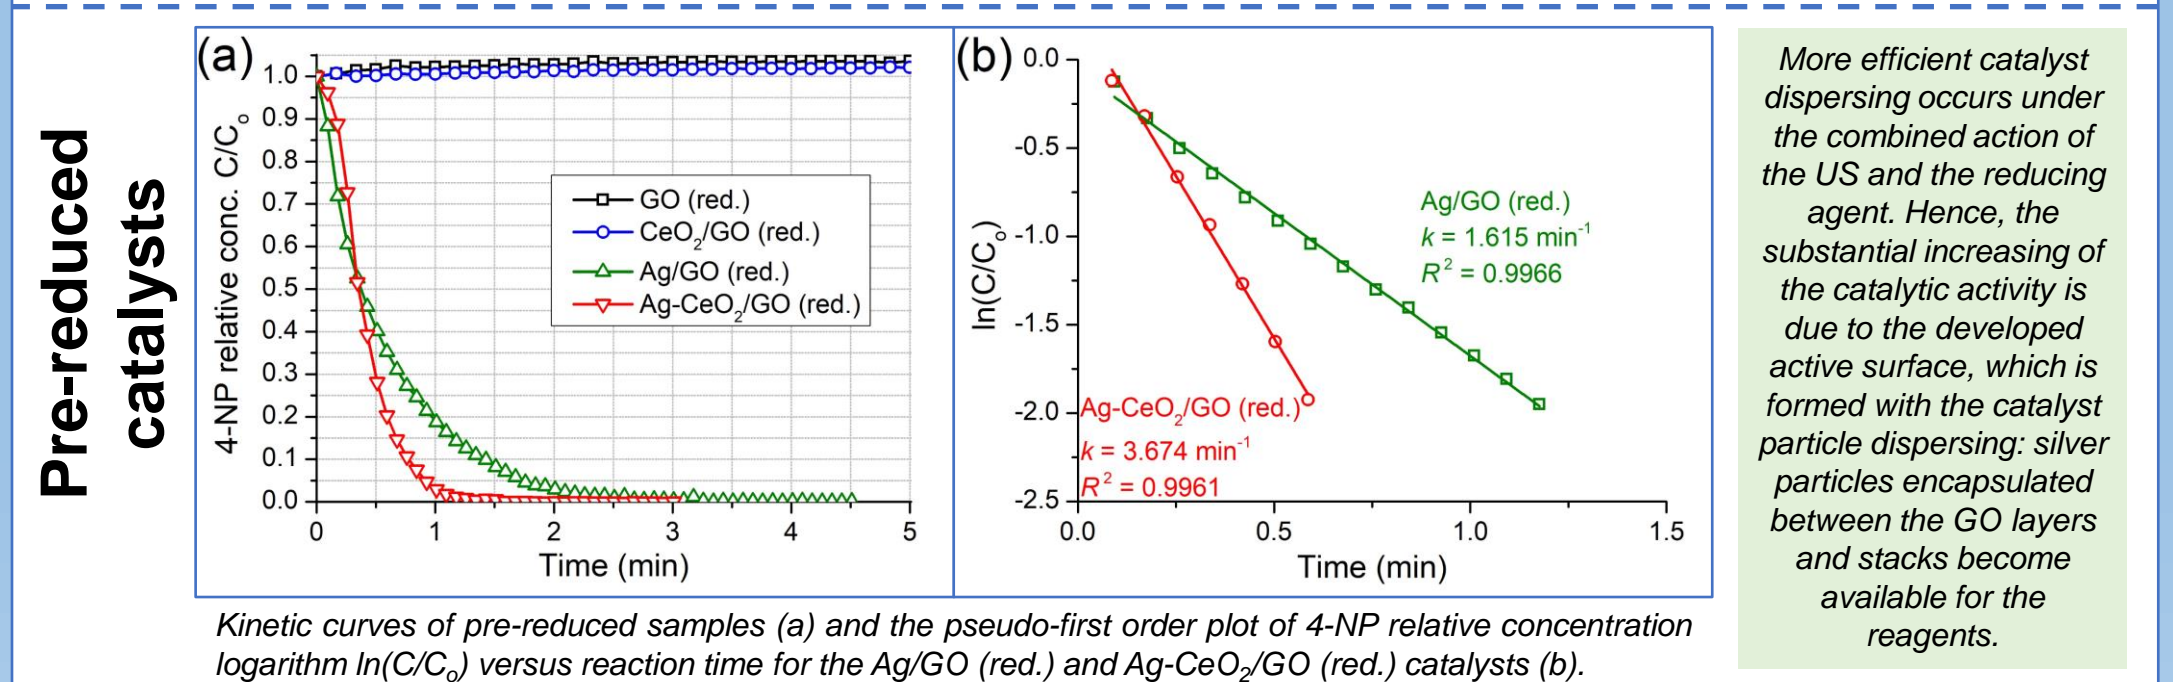 Pre-reduced
catalysts
(a)
4-NP relative conc. C/C₀
1.0
0.9
0.8
0.7
0.6
0.5
0.4
0.3
0.2
0.1
0.0
GO (red.)
CeO₂/GO (red.)
Ag/GO (red.)
Ag-CeO₂/GO (red.)
0 1 2 3 4 5
Time (min)
(b)
ln(C/C₀)
0.0
-0.5
-1.0
-1.5
-2.0
-2.5
Ag/GO (red.)
k = 1.615 min⁻¹
R² = 0.9966
Ag-CeO₂/GO (red.)
k = 3.674 min⁻¹
R² = 0.9961
0.0 0.5 1.0 1.5
Time (min)
Kinetic curves of pre-reduced samples (a) and the pseudo-first order plot of 4-NP relative concentration
logarithm ln(C/C₀) versus reaction time for the Ag/GO (red.) and Ag-CeO₂/GO (red.) catalysts (b).
More efficient catalyst
dispersing occurs under
the combined action of
the US and the reducing
agent. Hence, the
substantial increasing of
the catalytic activity is
due to the developed
active surface, which is
formed with the catalyst
particle dispersing: silver
particles encapsulated
between the GO layers
and stacks become
available for the
reagents.